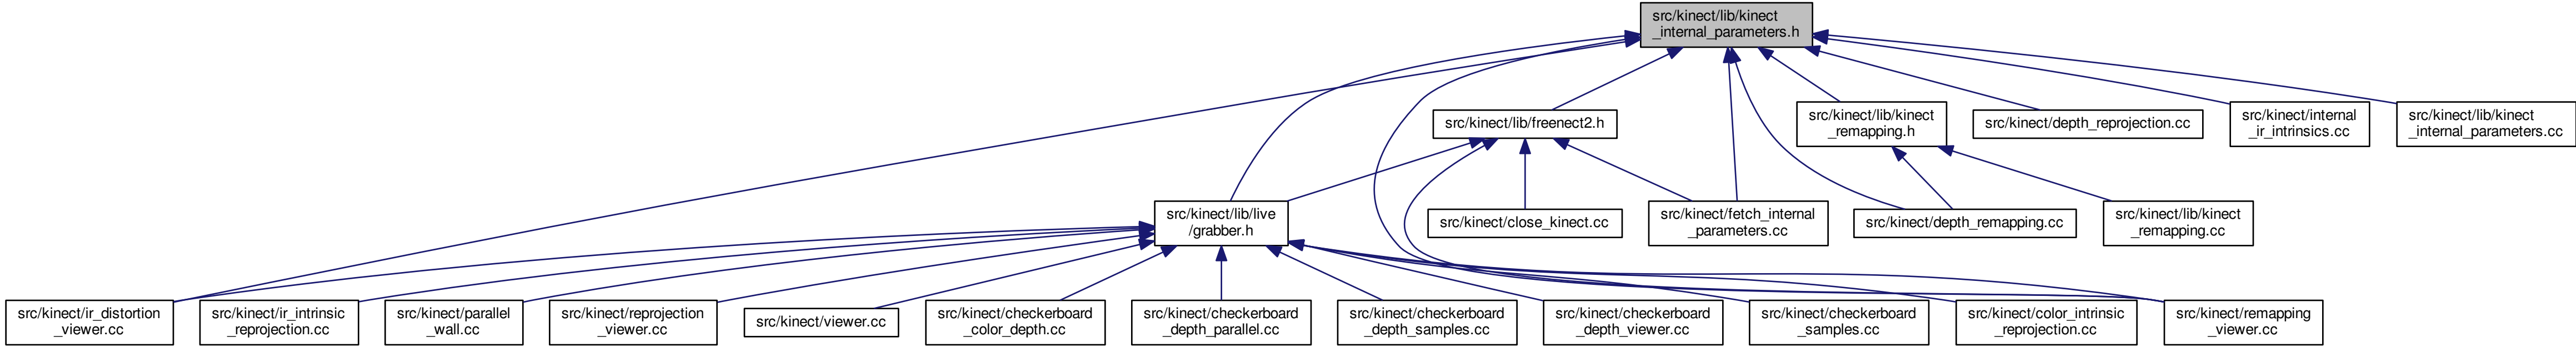 src/kinect/lib/kinect
_internal_parameters.h
src/kinect/lib/freenect2.h
src/kinect/lib/kinect
_remapping.h
src/kinect/depth_reprojection.cc
src/kinect/internal
_ir_intrinsics.cc
src/kinect/lib/kinect
_internal_parameters.cc
src/kinect/lib/live
/grabber.h
src/kinect/close_kinect.cc
src/kinect/fetch_internal
_parameters.cc
src/kinect/depth_remapping.cc
src/kinect/lib/kinect
_remapping.cc
src/kinect/ir_distortion
_viewer.cc
src/kinect/ir_intrinsic
_reprojection.cc
src/kinect/parallel
_wall.cc
src/kinect/reprojection
_viewer.cc
src/kinect/viewer.cc
src/kinect/checkerboard
_color_depth.cc
src/kinect/checkerboard
_depth_parallel.cc
src/kinect/checkerboard
_depth_samples.cc
src/kinect/checkerboard
_depth_viewer.cc
src/kinect/checkerboard
_samples.cc
src/kinect/color_intrinsic
_reprojection.cc
src/kinect/remapping
_viewer.cc